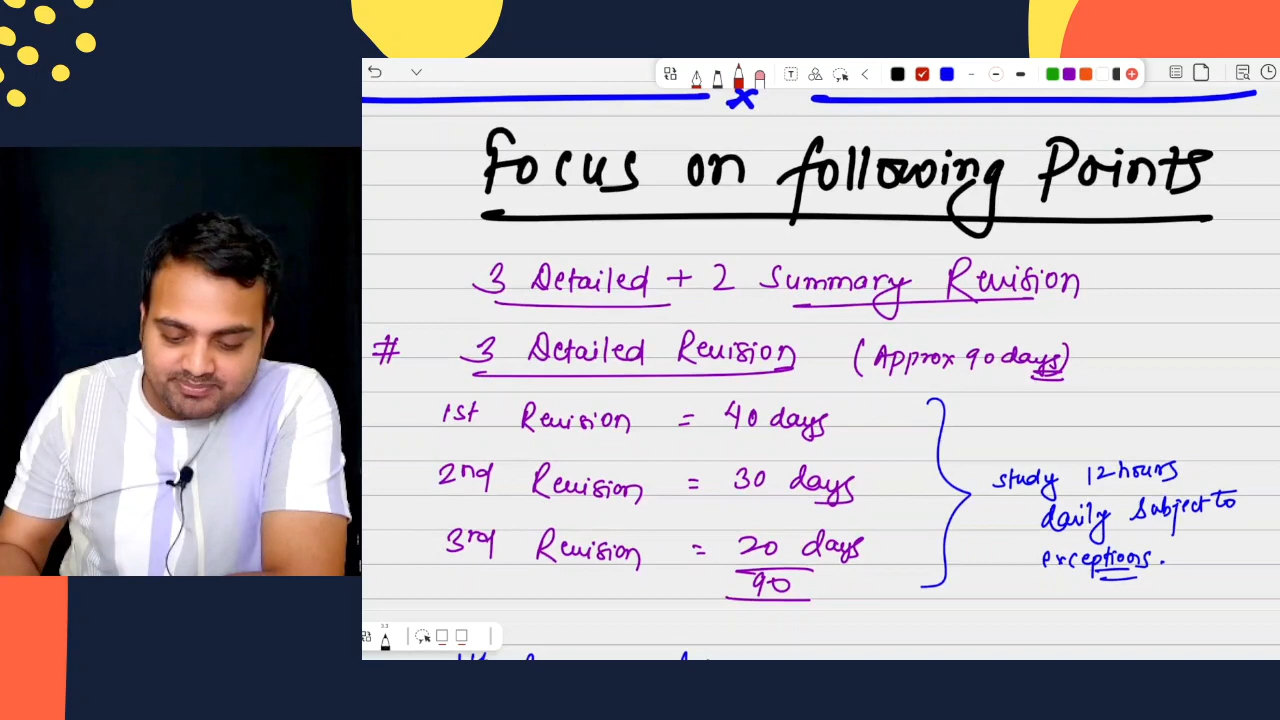 Focus on following Points
3 Detailed + 2 Summary Revision
# 3 Detailed Revision (Approx 90 days)
1st Revision = 40 days
2nd Revision = 30 days
3rd Revision = 20 days
90
study 12 hours
daily subject to
exceptions.